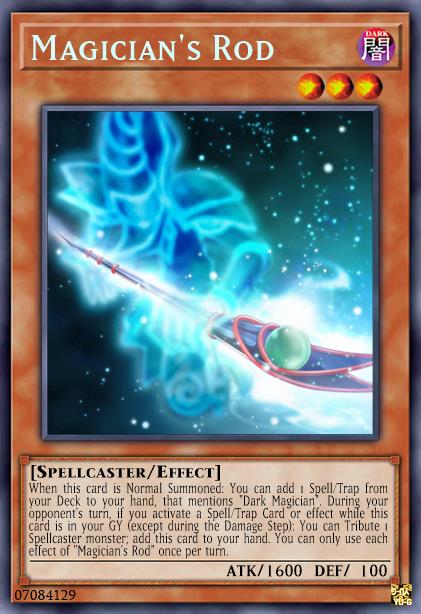 Magician's Rod
DARK
闇
[Spellcaster/Effect]
When this card is Normal Summoned: You can add 1 Spell/Trap from
your Deck to your hand, that mentions "Dark Magician". During your
opponent's turn, if you activate a Spell/Trap Card or effect while this
card is in your GY (except during the Damage Step): You can Tribute 1
Spellcaster monster; add this card to your hand. You can only use each
effect of "Magician's Rod" once per turn.
ATK/1600 DEF/ 100
07084129